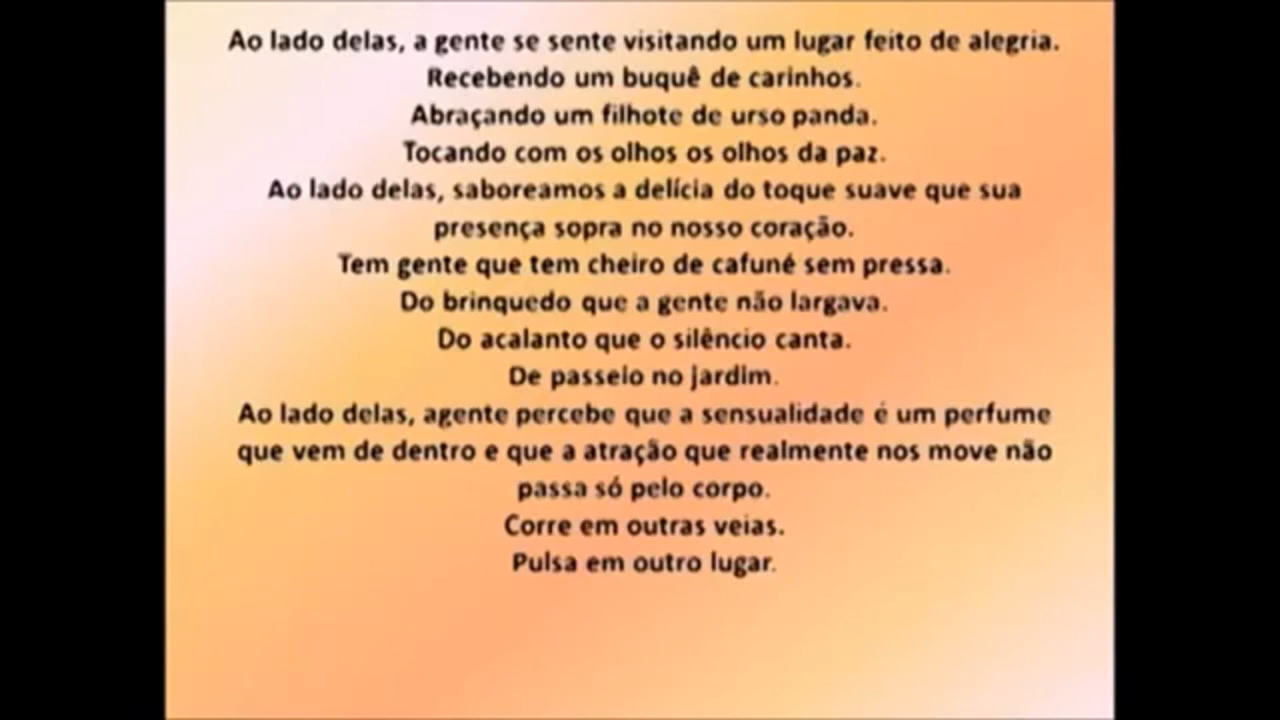 Ao lado delas, a gente se sente visitando um lugar feito de alegria.
Recebendo um buquê de carinhos.
Abraçando um filhote de urso panda.
Tocando com os olhos os olhos da paz.
Ao lado delas, saboreamos a delícia do toque suave que sua
presença sopra no nosso coração.
Tem gente que tem cheiro de cafuné sem pressa.
Do brinquedo que a gente não largava.
Do acalanto que o silêncio canta.
De passeio no jardim.
Ao lado delas, agente percebe que a sensualidade é um perfume
que vem de dentro e que a atração que realmente nos move não
passa só pelo corpo.
Corre em outras veias.
Pulsa em outro lugar.